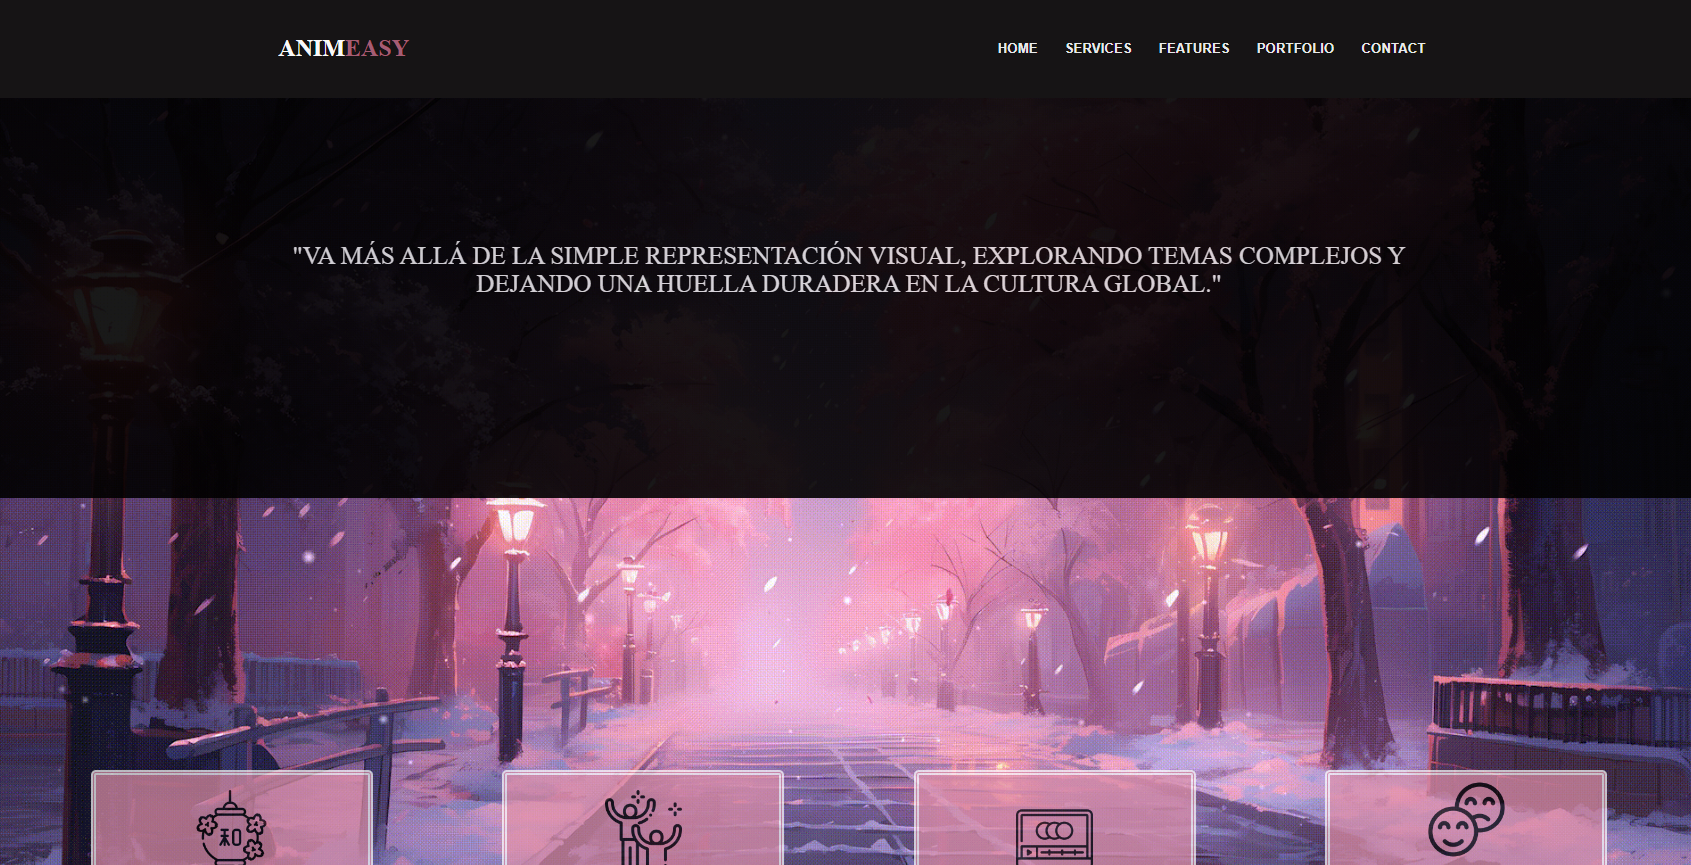 ANIMEASY
HOME SERVICES FEATURES PORTFOLIO CONTACT
"VA MÁS ALLÁ DE LA SIMPLE REPRESENTACIÓN VISUAL, EXPLORANDO TEMAS COMPLEJOS Y
DEJANDO UNA HUELLA DURADERA EN LA CULTURA GLOBAL."
和